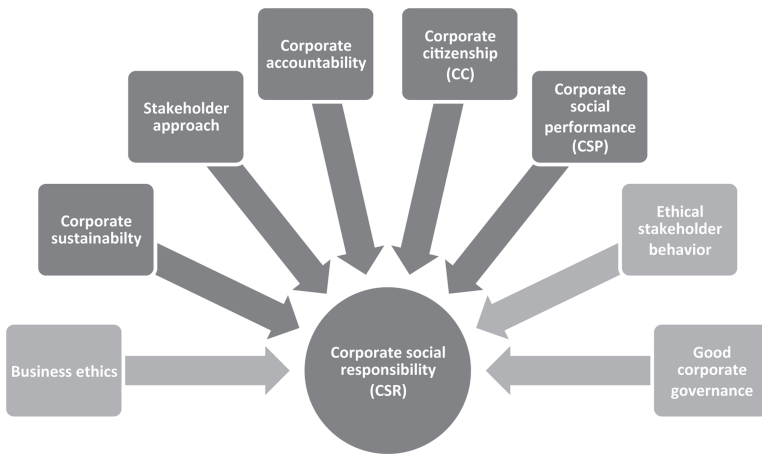 Corporate
accountability
Corporate
citizenship
(CC)
Stakeholder
approach
Corporate
social
performance
(CSP)
Corporate
sustainabilty
Ethical
stakeholder
behavior
Business ethics
Corporate social
responsibility
(CSR)
Good
corporate
governance